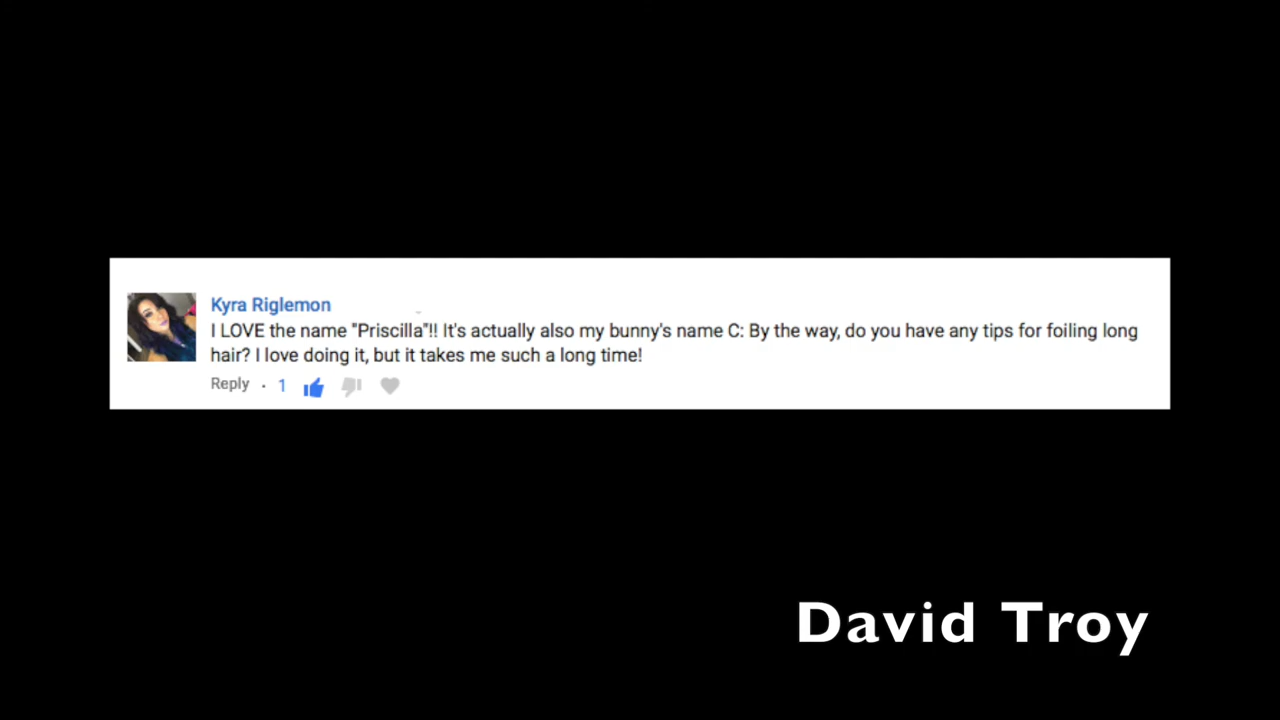 Kyra Riglemon
I LOVE the name "Priscilla"!! It's actually also my bunny's name C: By the way, do you have any tips for foiling long
hair? I love doing it, but it takes me such a long time!
Reply · 1
David Troy